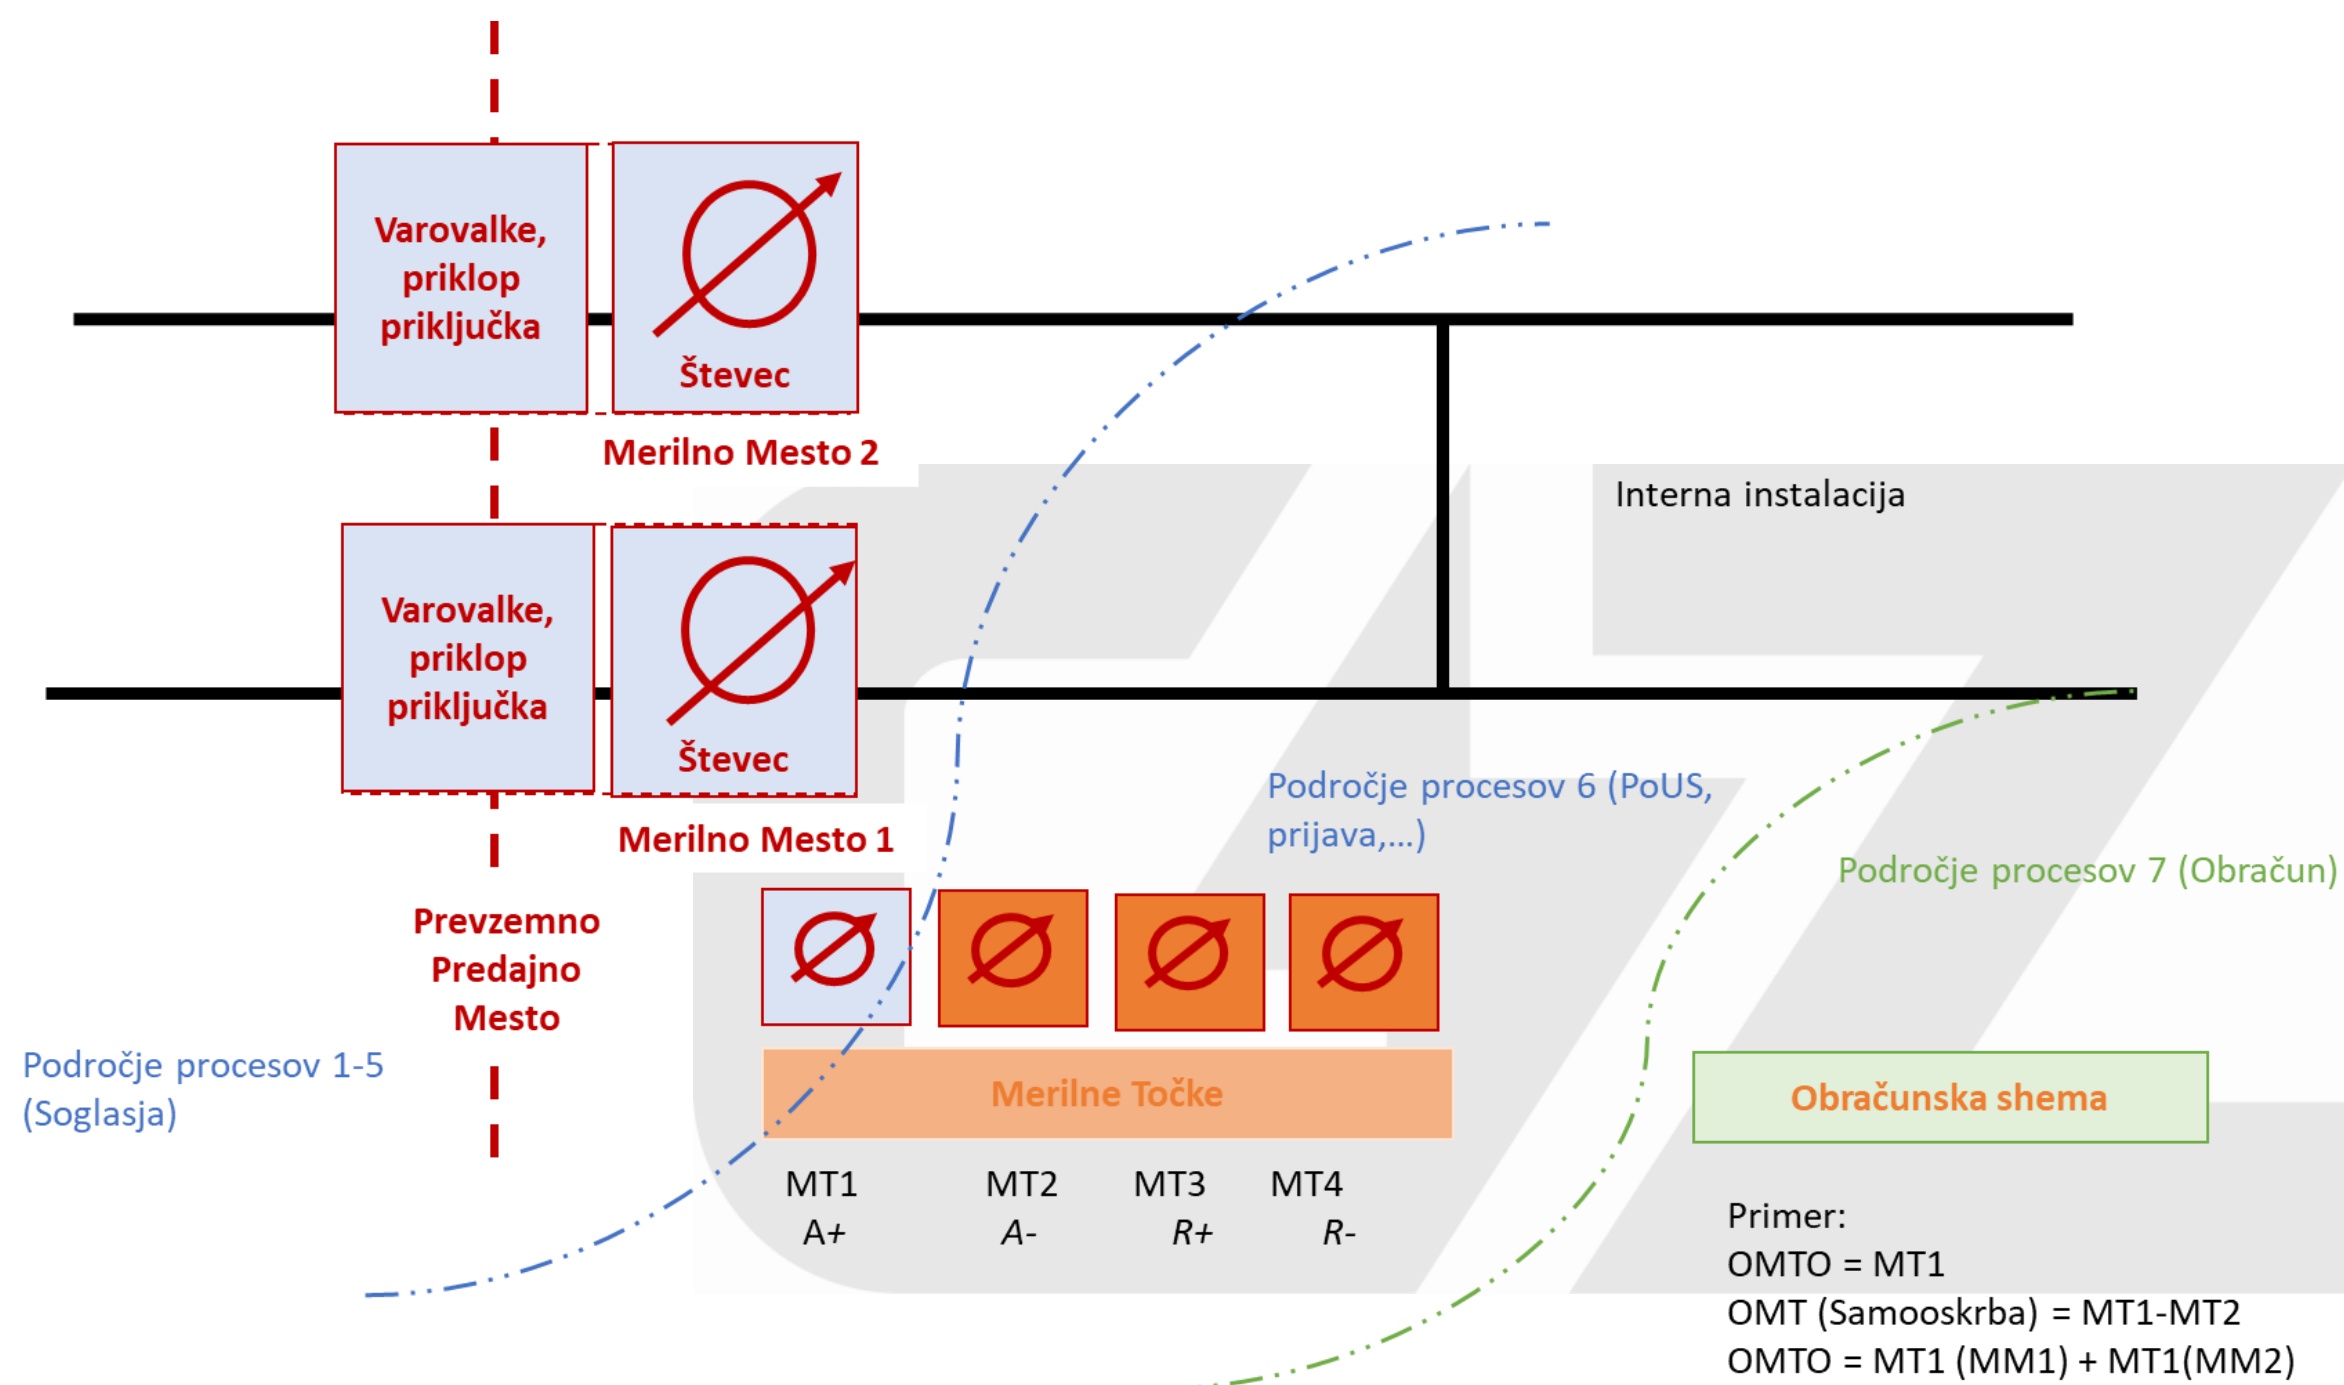 Varovalke,
priklop
priključka
Števec
Merilno Mesto 2
Interna instalacija
Varovalke,
priklop
priključka
Števec
Merilno Mesto 1
Področje procesov 6 (PoUS,
prijava,...)
Področje procesov 7 (Obračun)
Prevzemno
Predajno
Mesto
Področje procesov 1-5
(Soglasja)
Merilne Točke
Obračunska shema
MT1 MT2 MT3 MT4
A+ A- R+ R-
Primer:
OMTO = MT1
OMT (Samooskrba) = MT1-MT2
OMTO = MT1 (MM1) + MT1(MM2)